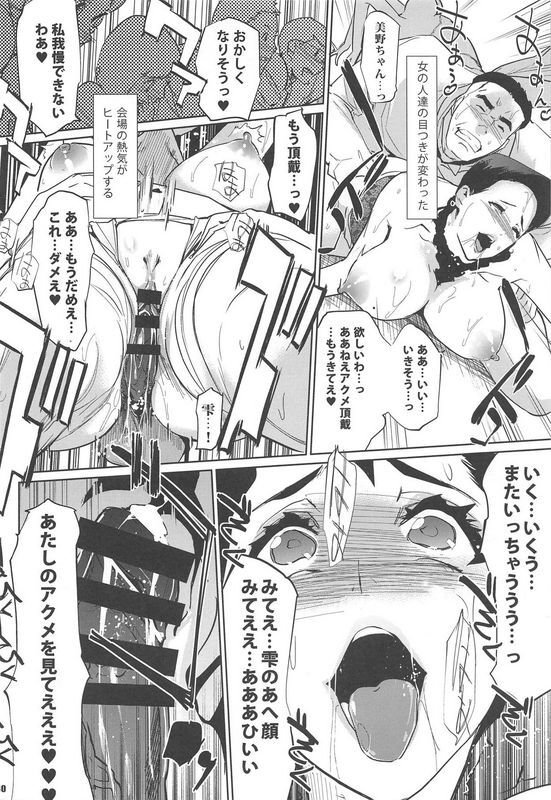 美野ちゃん…っ
女の人達の目つきが変わった
ああ…いい…
いきそう…っ
欲しいわ…っ
ああねえアクメ頂戴
…もうきてえ♥
おかしく
なりそうっ♥
私我慢できない
わあ♥
会場の熱気が
ヒートアップする
もう頂戴…っ
♥
ああ…もうだめえ…
これ…ダメえ♥
雫…！
いく…いくう…
またいっちゃううう…っ
みてえ…雫のあへ顔
みてええ…あああひいい
あたしのアクメを見てえええ♥♥♥